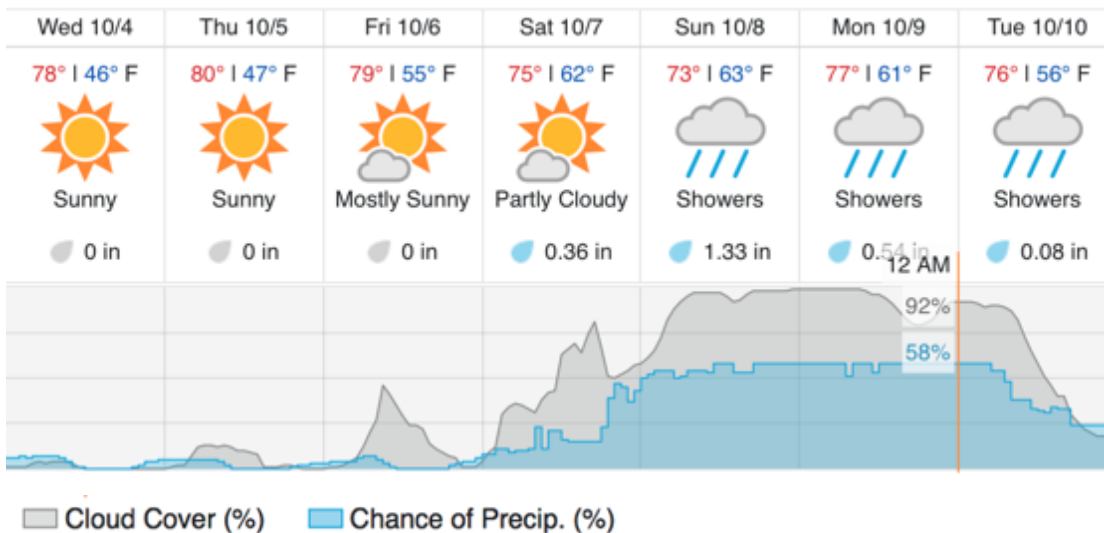 Wed 10/4 Thu 10/5 Fri 10/6 Sat 10/7 Sun 10/8 Mon 10/9 Tue 10/10
78° | 46° F 80° | 47° F 79° | 55° F 75° | 62° F 73° | 63° F 77° | 61° F 76° | 56° F
Sunny Sunny Mostly Sunny Partly Cloudy Showers Showers Showers
0 in 0 in 0 in 0.36 in 1.33 in 0.54 in 0.08 in
12 AM
92%
58%
Cloud Cover (%) Chance of Precip. (%)